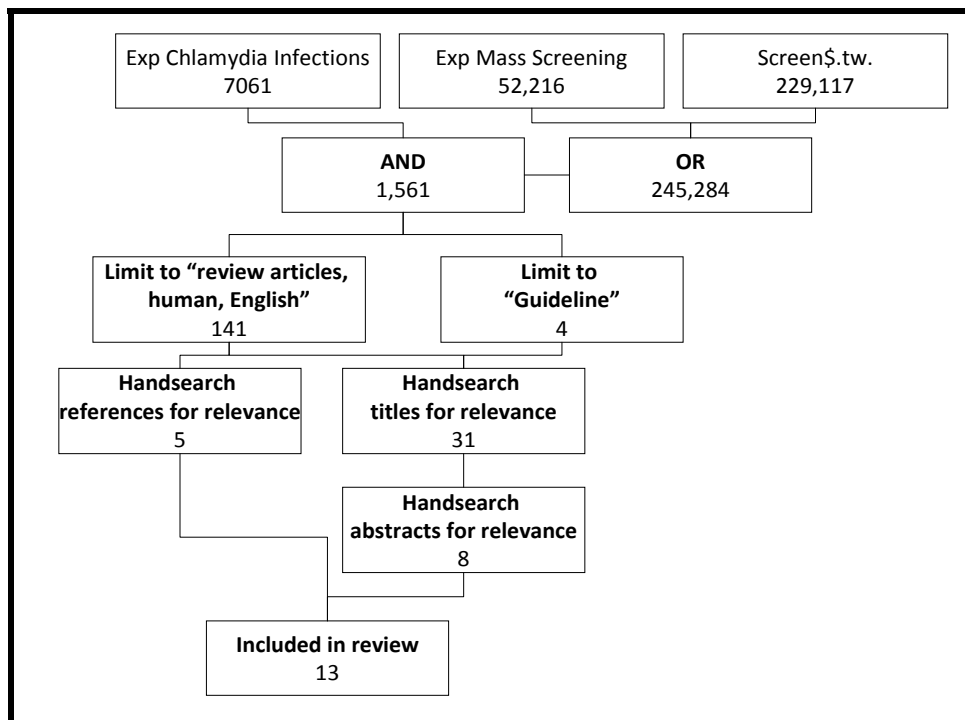 Exp Chlamydia Infections
7061
Exp Mass Screening
52,216
Screen$.tw.
229,117
AND
1,561
OR
245,284
Limit to “review articles,
human, English”
141
Limit to
“Guideline”
4
Handsearch
references for relevance
5
Handsearch
titles for relevance
31
Handsearch
abstracts for relevance
8
Included in review
13